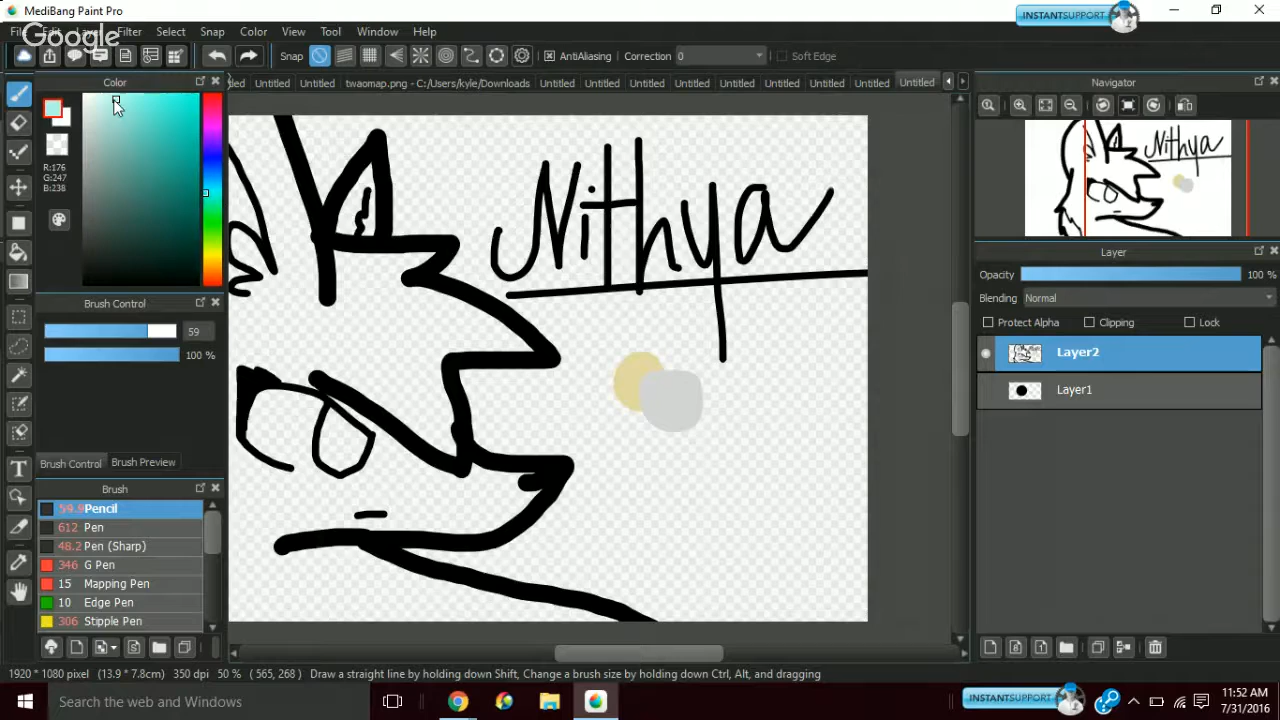 MediBang Paint Pro
INSTANTSUPPORT
Layer Filter Select Snap Color View Tool Window Help
Google
Snap AntiAliasing Correction 0 Soft Edge
Color
Untitled Untitled twaomap.png - C:/Users/kyle/Downloads Untitled Untitled Untitled Untitled Untitled Untitled Untitled
Navigator
R:176
G:247
B:238
Nithya
Nithya
Brush Control
59
100 %
Layer
Opacity 100 %
Blending Normal
Protect Alpha Clipping Lock
Layer2
Layer1
Brush Control Brush Preview
Brush
59.9 Pencil
612 Pen
48.2 Pen (Sharp)
346 G Pen
15 Mapping Pen
10 Edge Pen
306 Stipple Pen
1920 * 1080 pixel (13.9 * 7.8cm) 350 dpi 50 % ( 565, 268 ) Draw a straight line by holding down Shift, Change a brush size by holding down Ctrl, Alt, and dragging
Search the web and Windows
INSTANTSUPPORT
11:52 AM
7/31/2016